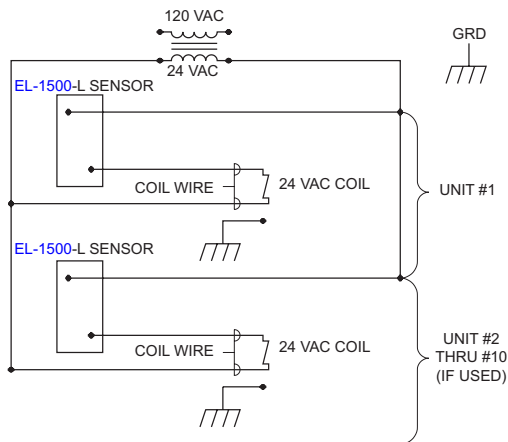 120 VAC
GRD
24 VAC
EL-1500-L SENSOR
COIL WIRE
24 VAC COIL
UNIT #1
EL-1500-L SENSOR
COIL WIRE
24 VAC COIL
UNIT #2
THRU #10
(IF USED)